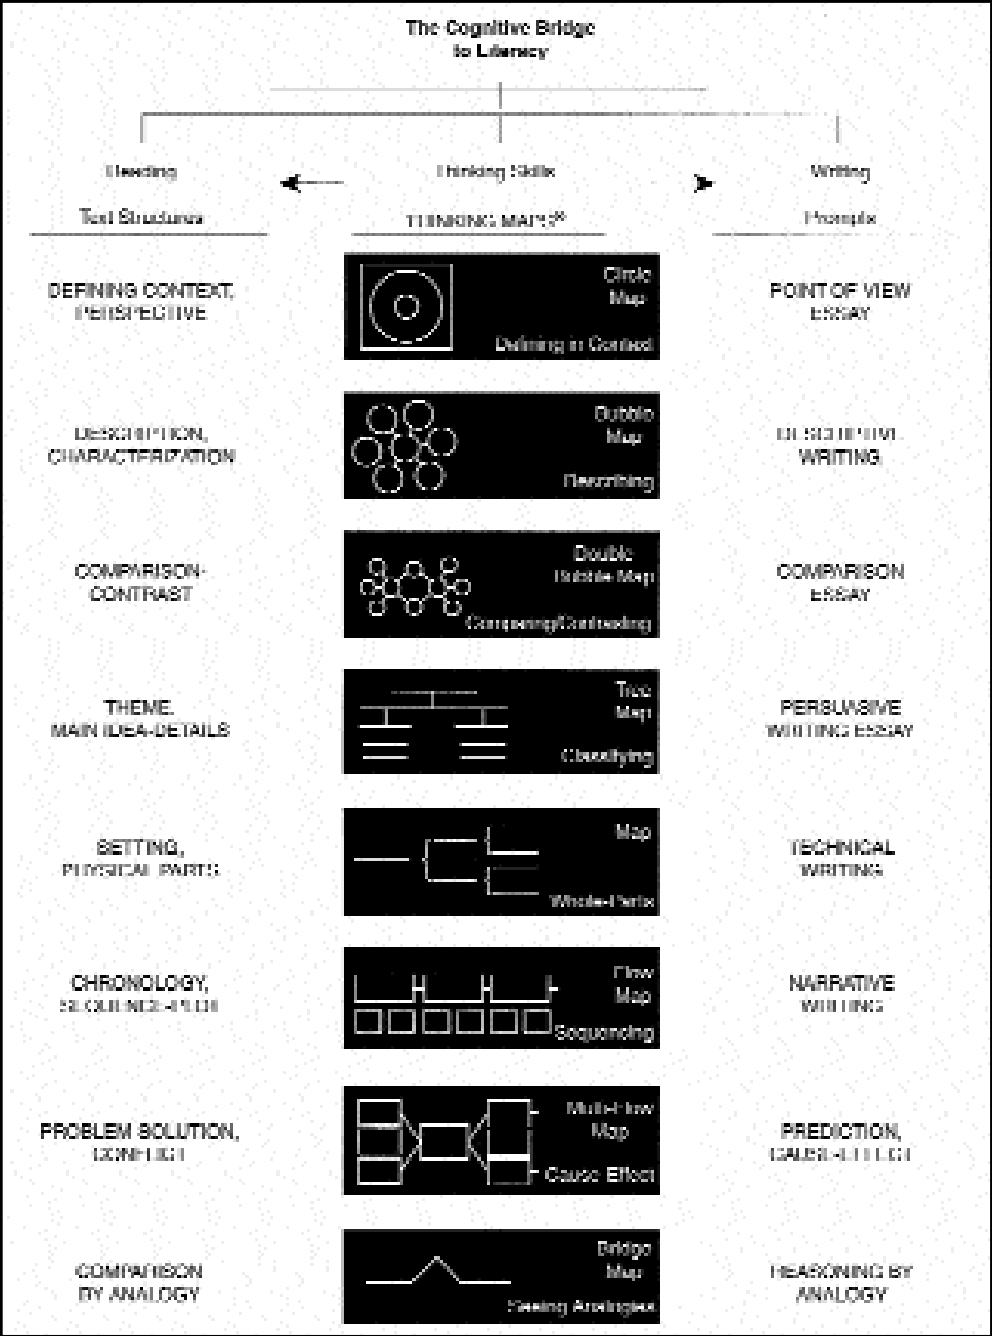 The Cognitive Bridge
to Literacy
Reading
Thinking Skills
Writing
Text Structures
THINKING MAPS®
Prompts
DEFINING CONTEXT,
PERSPECTIVE
Circle
Map
Defining in Context
POINT OF VIEW
ESSAY
DESCRIPTION,
CHARACTERIZATION
Bubble
Map
Describing
DESCRIPTIVE
WRITING
COMPARISON-
CONTRAST
Double
Bubble Map
Comparing/Contrasting
COMPARISON
ESSAY
THEME,
MAIN IDEA-DETAILS
Tree
Map
Classifying
PERSUASIVE
WRITING ESSAY
SETTING,
PHYSICAL PARTS
Map
Whole-Parts
TECHNICAL
WRITING
CHRONOLOGY,
SEQUENCE-PLOT
Flow
Map
Sequencing
NARRATIVE
WRITING
PROBLEM-SOLUTION,
CONFLICT
Multi-Flow
Map
Cause Effect
PREDICTION,
CAUSE-EFFECT
COMPARISON
BY ANALOGY
Bridge
Map
Seeing Analogies
REASONING BY
ANALOGY